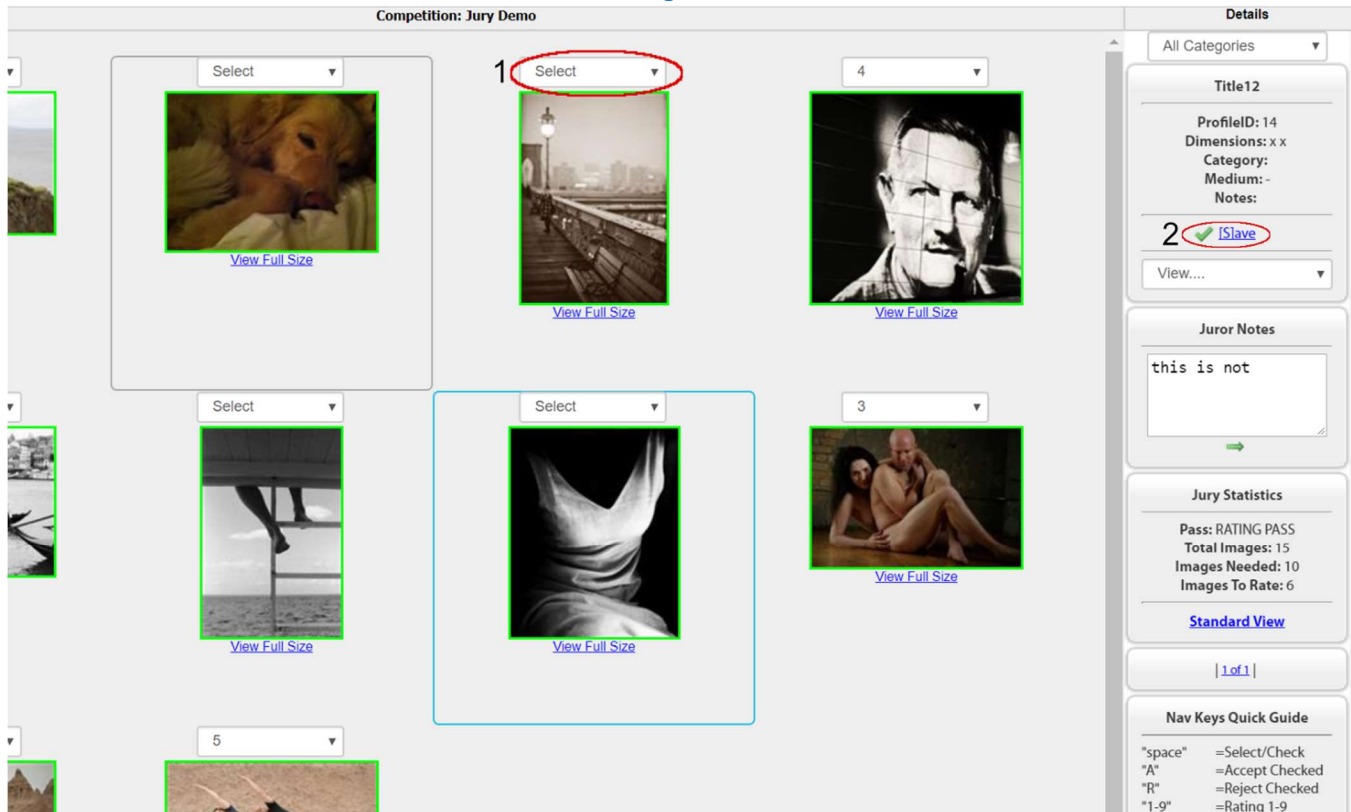 Competition: Jury Demo
Details
Select
1 Select
4
View Full Size
View Full Size
View Full Size
Select
Select
3
View Full Size
View Full Size
View Full Size
5
All Categories
Title12
ProfileID: 14
Dimensions: x x
Category:
Medium: -
Notes:
2 [S]ave
View....
Juror Notes
this is not
Jury Statistics
Pass: RATING PASS
Total Images: 15
Images Needed: 10
Images To Rate: 6
Standard View
| 1 of 1 |
Nav Keys Quick Guide
"space" =Select/Check
"A" =Accept Checked
"R" =Reject Checked
"1-9" =Rating 1-9